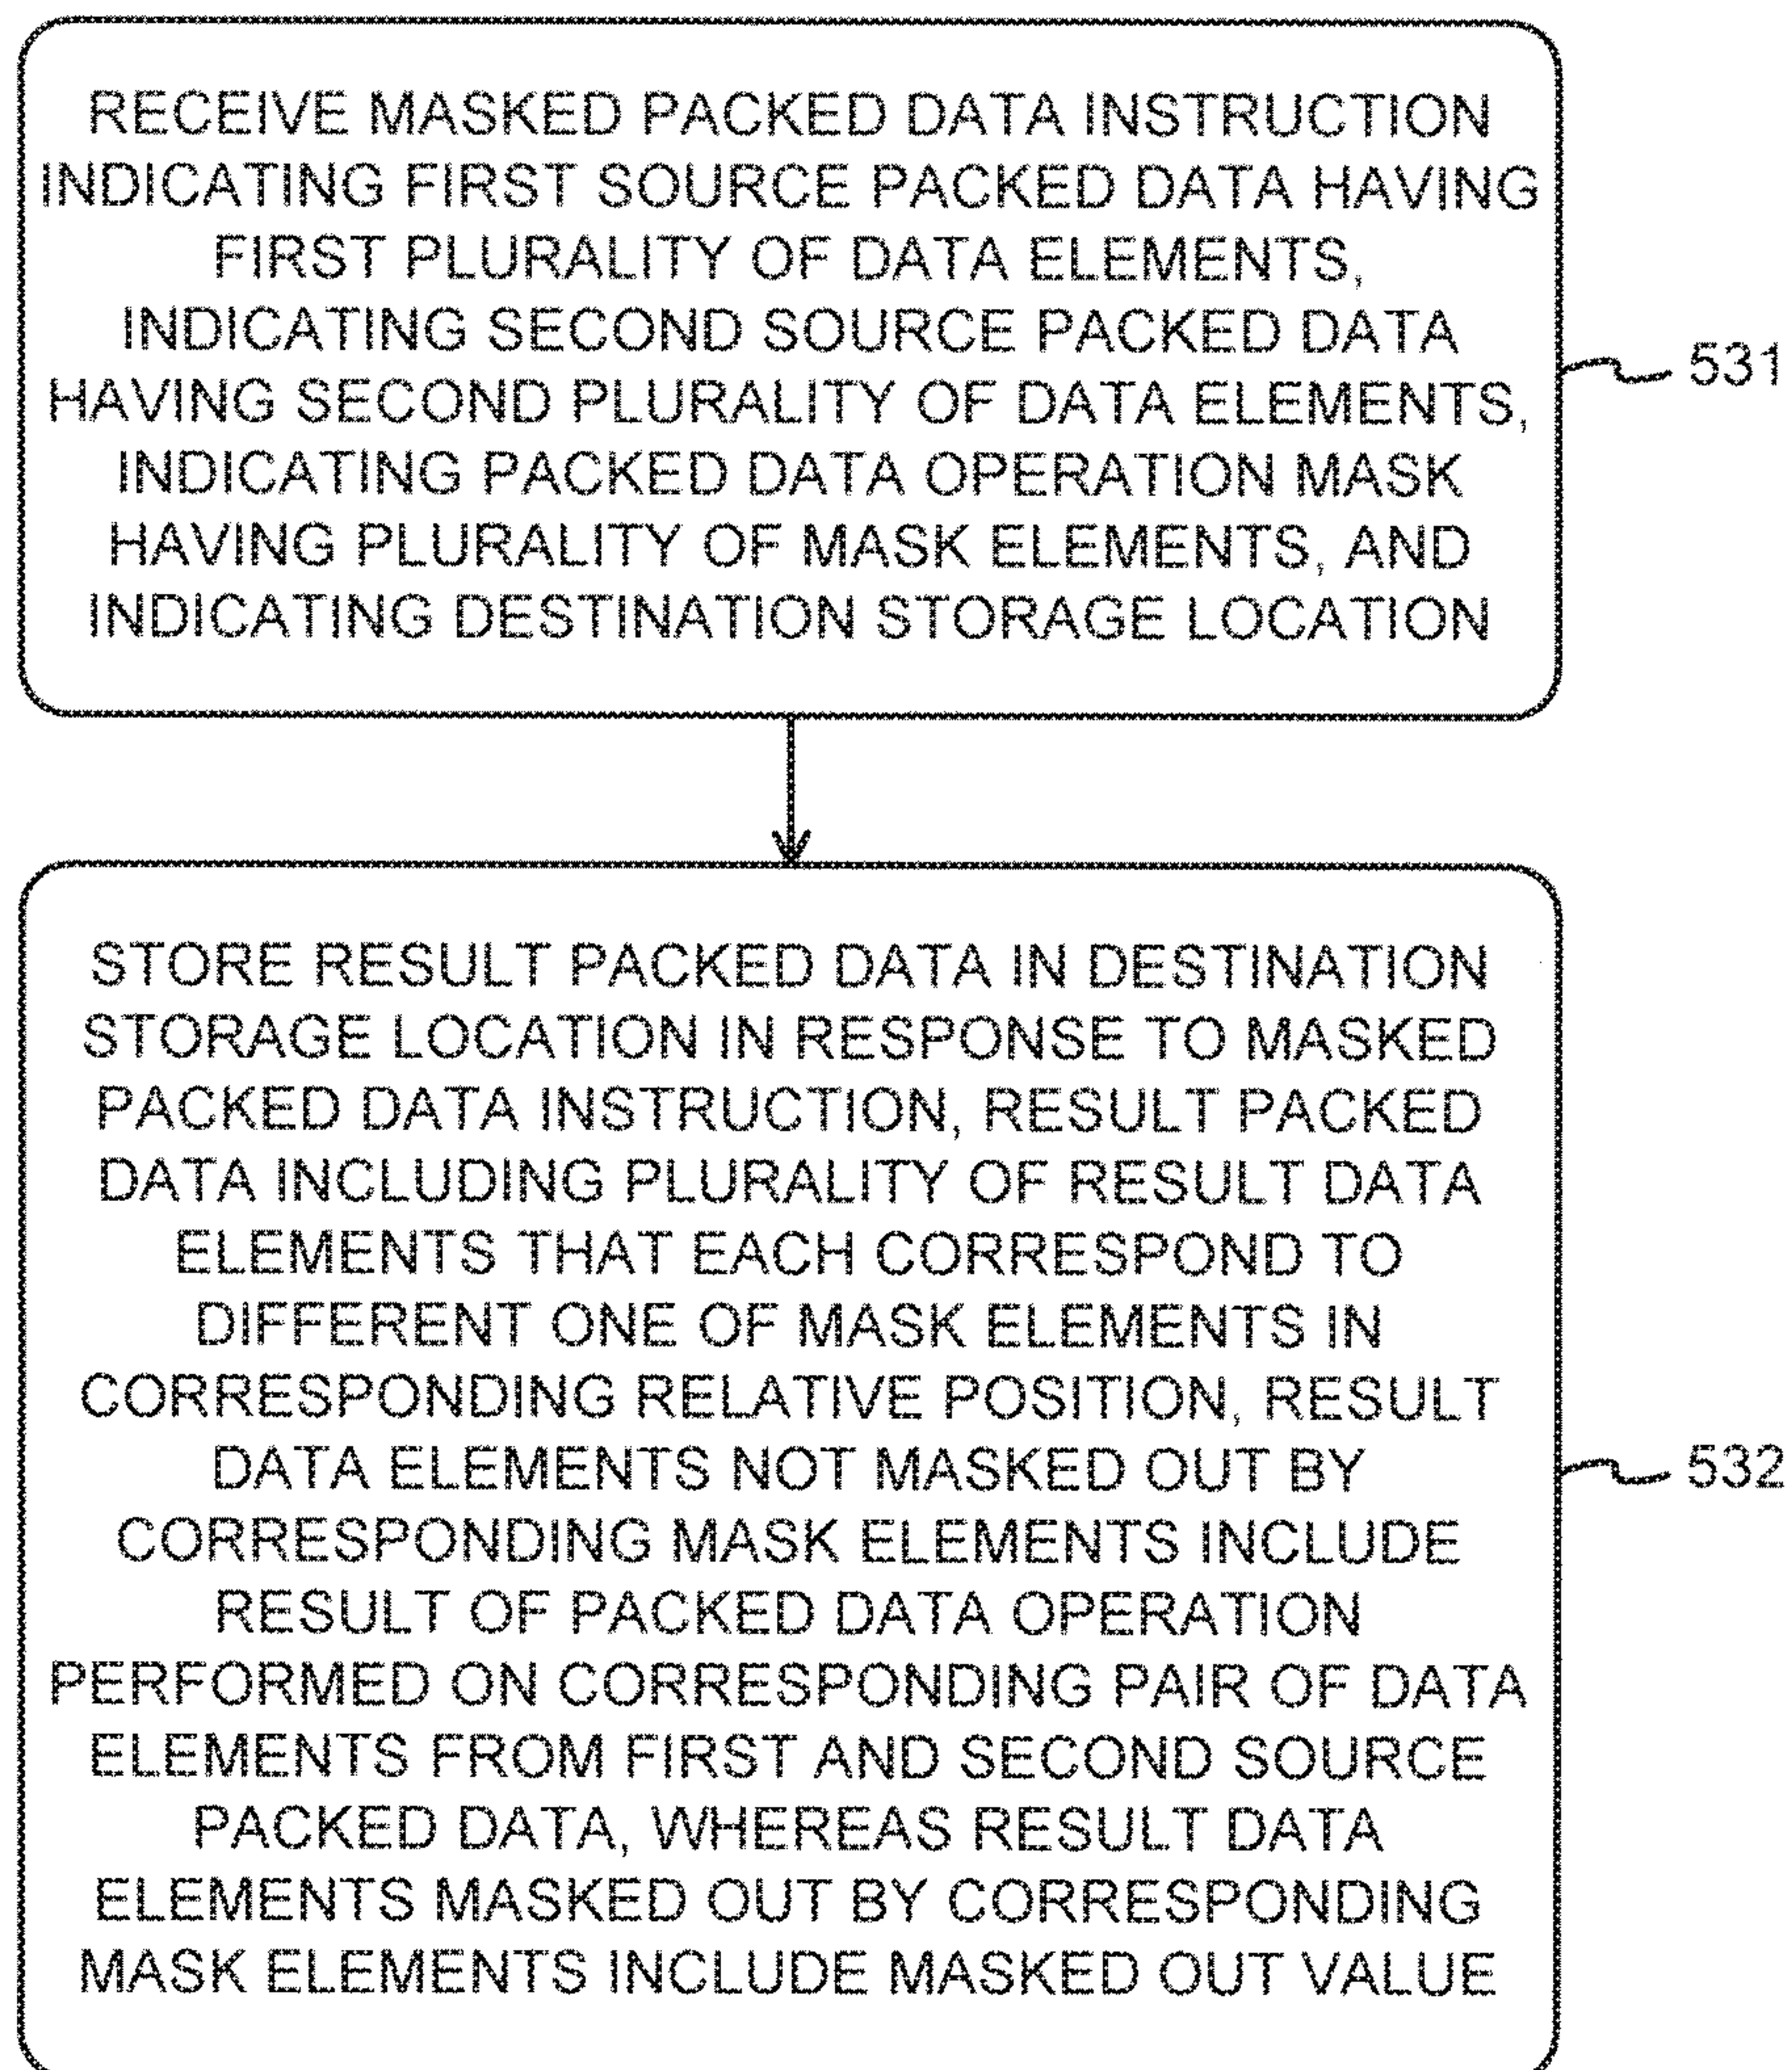 RECEIVE MASKED PACKED DATA INSTRUCTION
INDICATING FIRST SOURCE PACKED DATA HAVING
FIRST PLURALITY OF DATA ELEMENTS,
INDICATING SECOND SOURCE PACKED DATA
HAVING SECOND PLURALITY OF DATA ELEMENTS,
INDICATING PACKED DATA OPERATION MASK
HAVING PLURALITY OF MASK ELEMENTS, AND
INDICATING DESTINATION STORAGE LOCATION
531
STORE RESULT PACKED DATA IN DESTINATION
STORAGE LOCATION IN RESPONSE TO MASKED
PACKED DATA INSTRUCTION, RESULT PACKED
DATA INCLUDING PLURALITY OF RESULT DATA
ELEMENTS THAT EACH CORRESPOND TO
DIFFERENT ONE OF MASK ELEMENTS IN
CORRESPONDING RELATIVE POSITION, RESULT
DATA ELEMENTS NOT MASKED OUT BY
CORRESPONDING MASK ELEMENTS INCLUDE
RESULT OF PACKED DATA OPERATION
PERFORMED ON CORRESPONDING PAIR OF DATA
ELEMENTS FROM FIRST AND SECOND SOURCE
PACKED DATA, WHEREAS RESULT DATA
ELEMENTS MASKED OUT BY CORRESPONDING
MASK ELEMENTS INCLUDE MASKED OUT VALUE
532